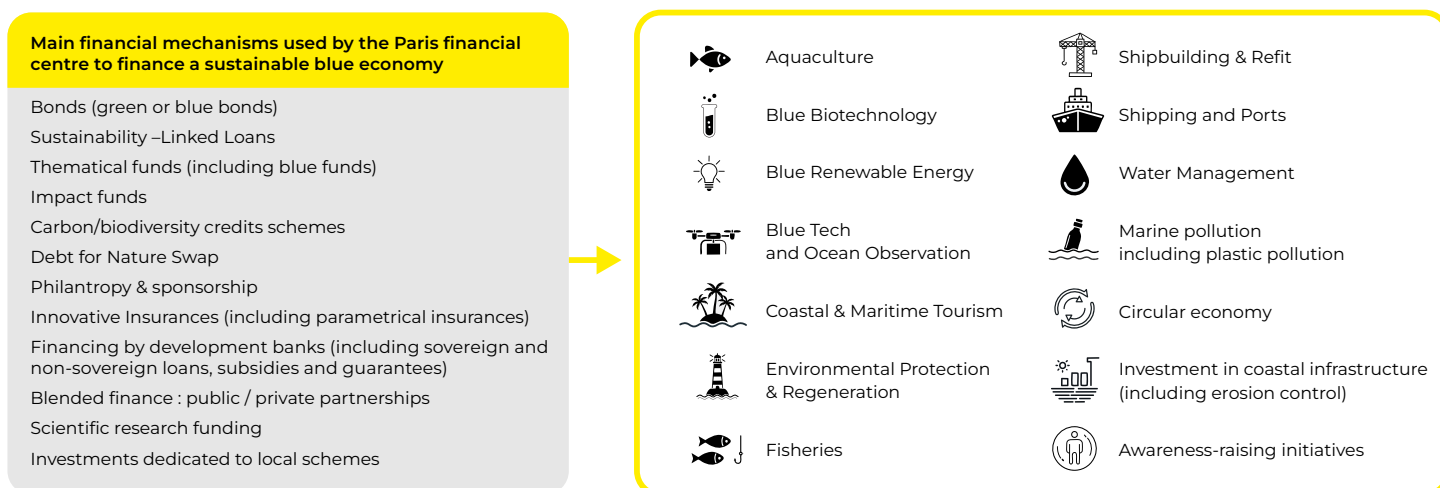 Main financial mechanisms used by the Paris financial
centre to finance a sustainable blue economy
Bonds (green or blue bonds)
Sustainability –Linked Loans
Thematical funds (including blue funds)
Impact funds
Carbon/biodiversity credits schemes
Debt for Nature Swap
Philantropy & sponsorship
Innovative Insurances (including parametrical insurances)
Financing by development banks (including sovereign and
non-sovereign loans, subsidies and guarantees)
Blended finance : public / private partnerships
Scientific research funding
Investments dedicated to local schemes
Aquaculture
Blue Biotechnology
Blue Renewable Energy
Blue Tech
and Ocean Observation
Coastal & Maritime Tourism
Environmental Protection
& Regeneration
Fisheries
Shipbuilding & Refit
Shipping and Ports
Water Management
Marine pollution
including plastic pollution
Circular economy
Investment in coastal infrastructure
(including erosion control)
Awareness-raising initiatives